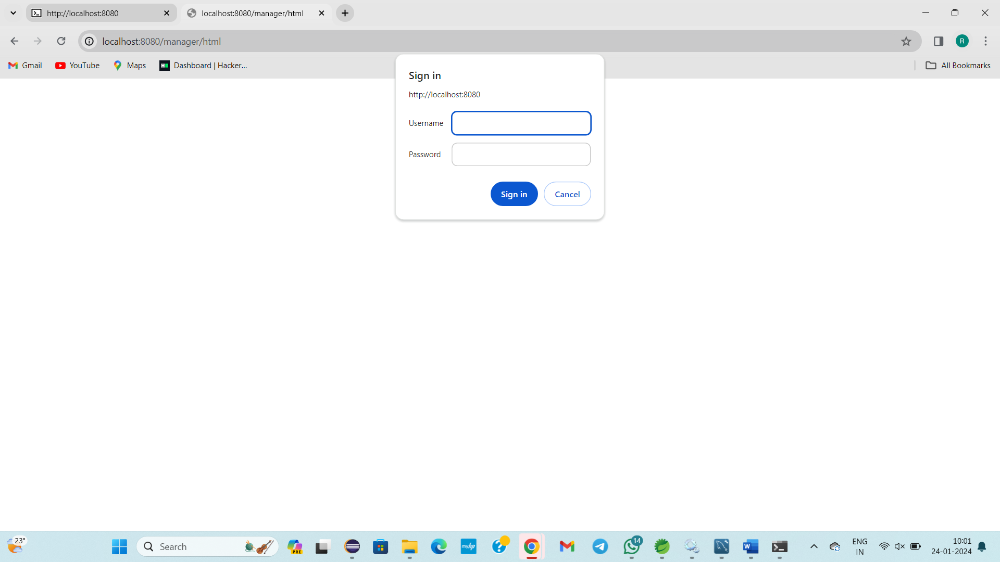 http://localhost:8080
localhost:8080/manager/html
localhost:8080/manager/html
Gmail
YouTube
Maps
Dashboard | Hacker...
All Bookmarks
R
Sign in
http://localhost:8080
Username
Password
Sign in
Cancel
23°
Search
PRE
myhp
?
14
W
ENG
IN
10:01
24-01-2024